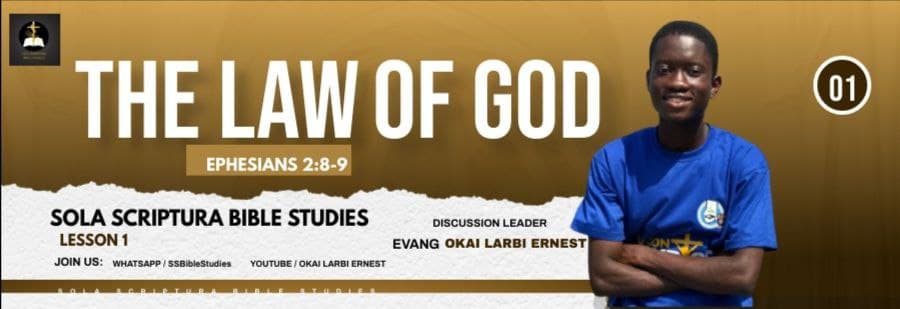 THE LAW OF GOD
01
EPHESIANS 2:8-9
SOLA SCRIPTURA BIBLE STUDIES
LESSON 1
JOIN US: WHATSAPP / SSBibleStudies YOUTUBE / OKAI LARBI ERNEST
DISCUSSION LEADER
EVANG OKAI LARBI ERNEST
SOLA SCRIPTURA BIBLE STUDIES